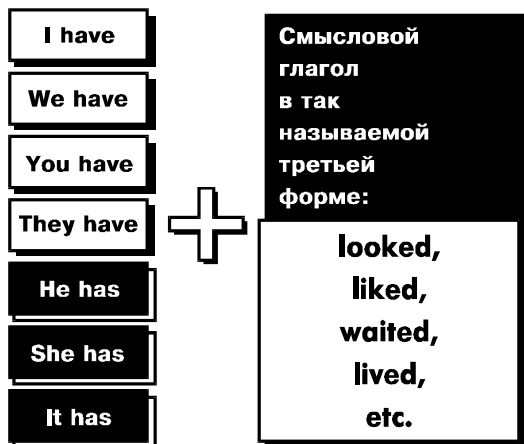 I have
We have
You have
They have
He has
She has
It has
Смысловой
глагол
в так
называемой
третьей
форме:
looked,
liked,
waited,
lived,
etc.